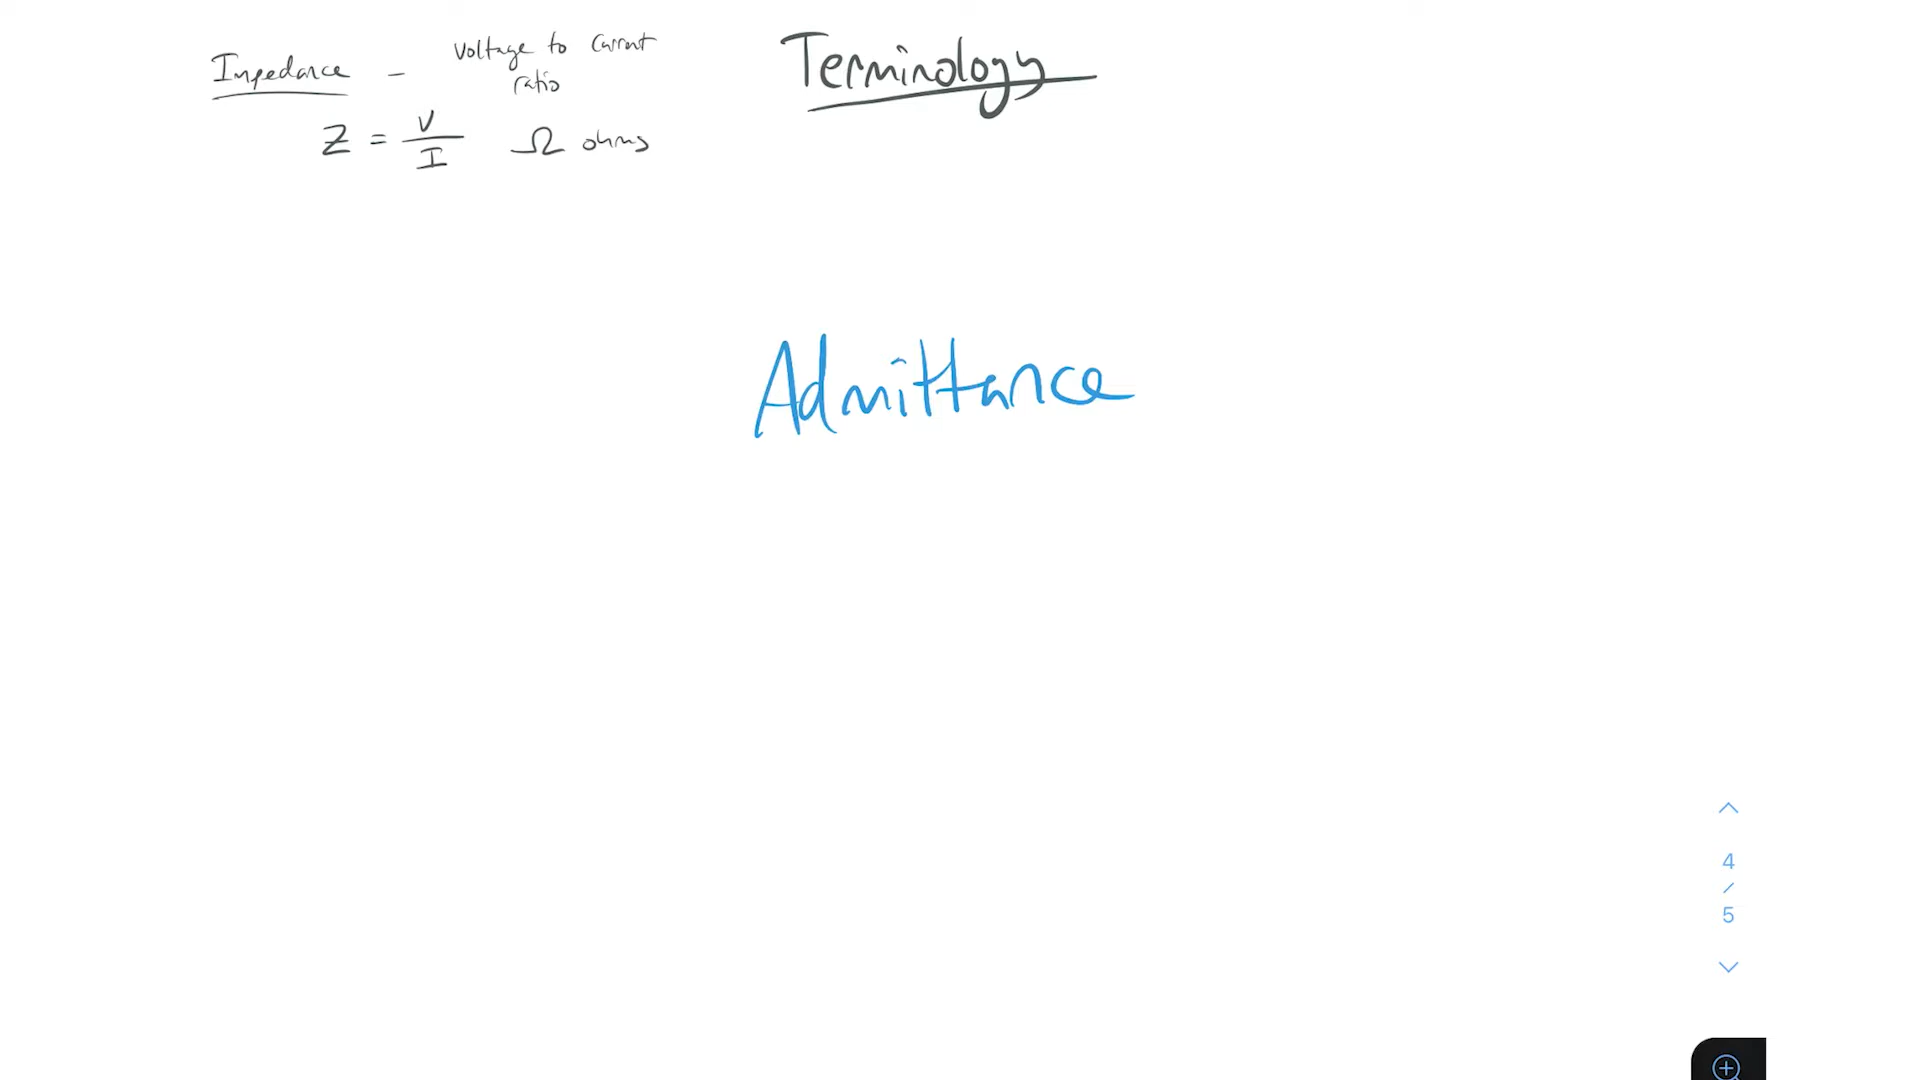 Terminology
Impedance - voltage to current
ratio
Z = V/I Ω ohms
Admittance
4
/
5